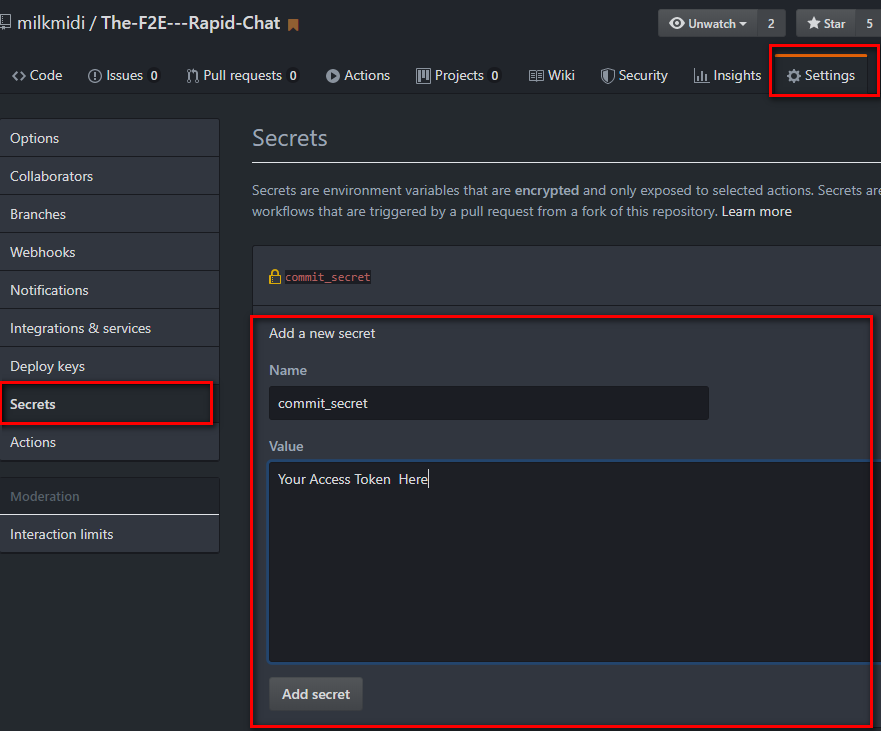 milkmidi / The-F2E---Rapid-Chat
Unwatch 2 Star 5
Code Issues 0 Pull requests 0 Actions Projects 0 Wiki Security Insights Settings
Options
Collaborators
Branches
Webhooks
Notifications
Integrations & services
Deploy keys
Secrets
Actions
Moderation
Interaction limits
Secrets
Secrets are environment variables that are encrypted and only exposed to selected actions. Secrets are
workflows that are triggered by a pull request from a fork of this repository. Learn more
commit_secret
Add a new secret
Name
commit_secret
Value
Your Access Token  Here
Add secret